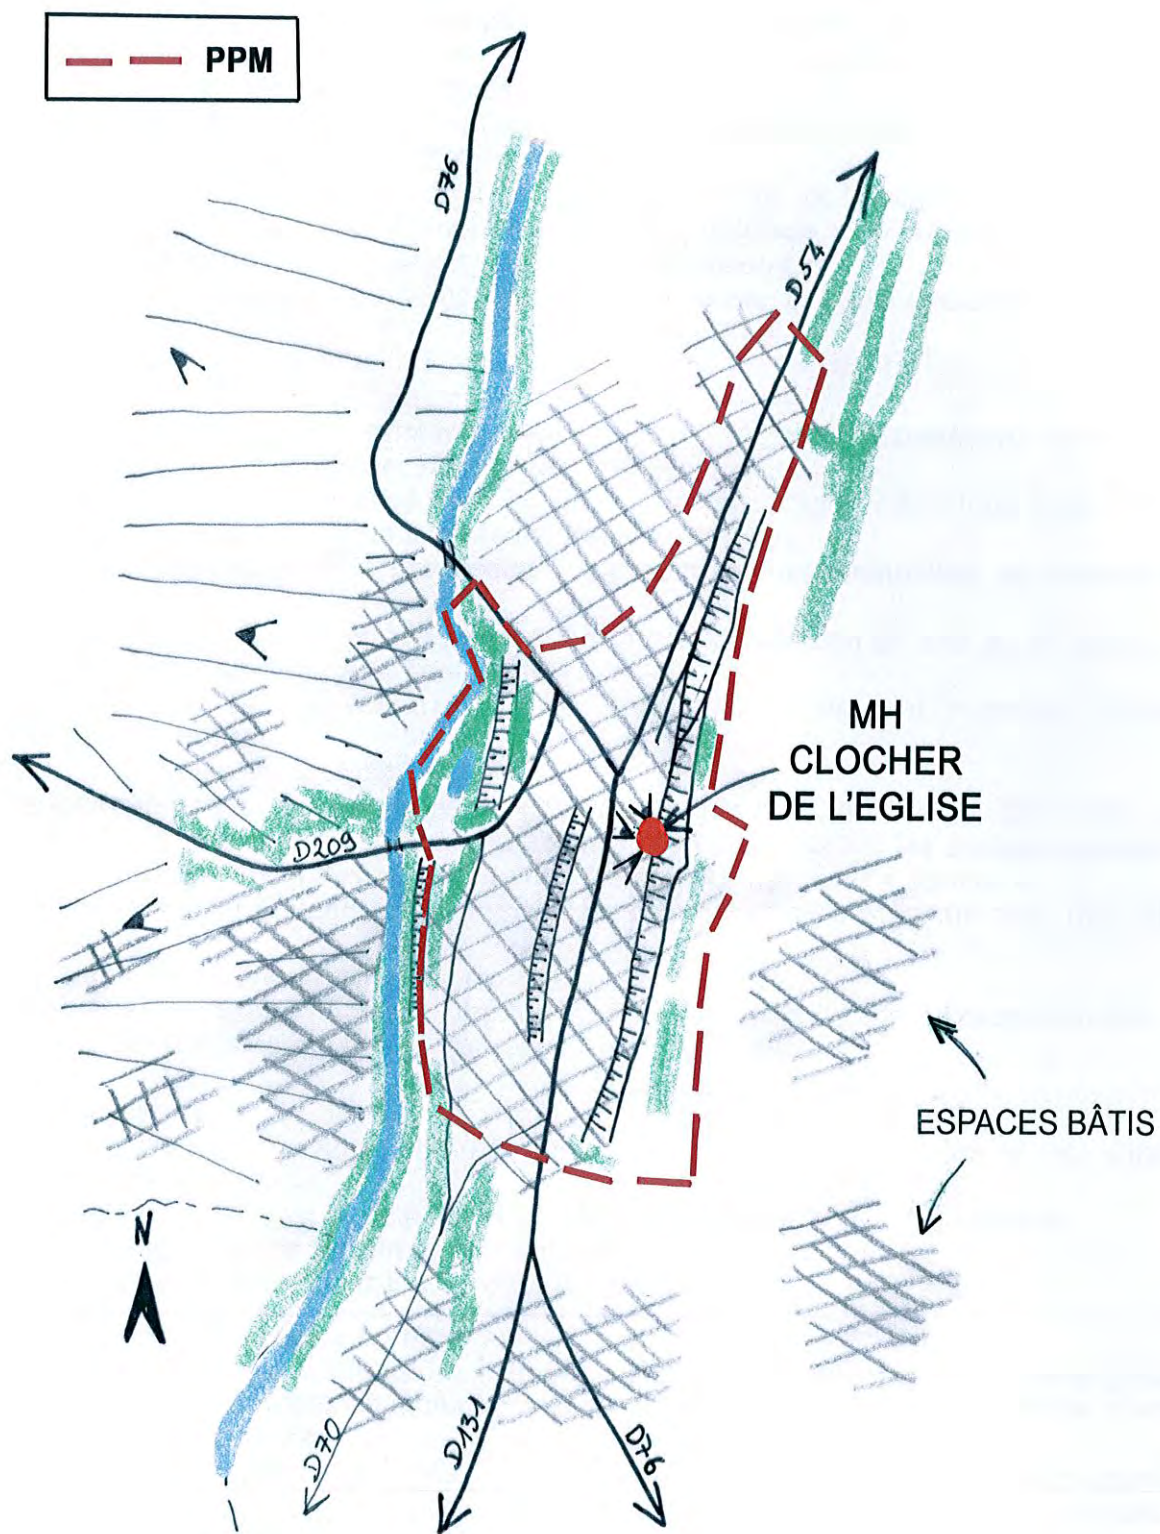 PPM
D76
D54
MH
CLOCHER
DE L'EGLISE
D209
ESPACES BÂTIS
N
D70
D131
D76